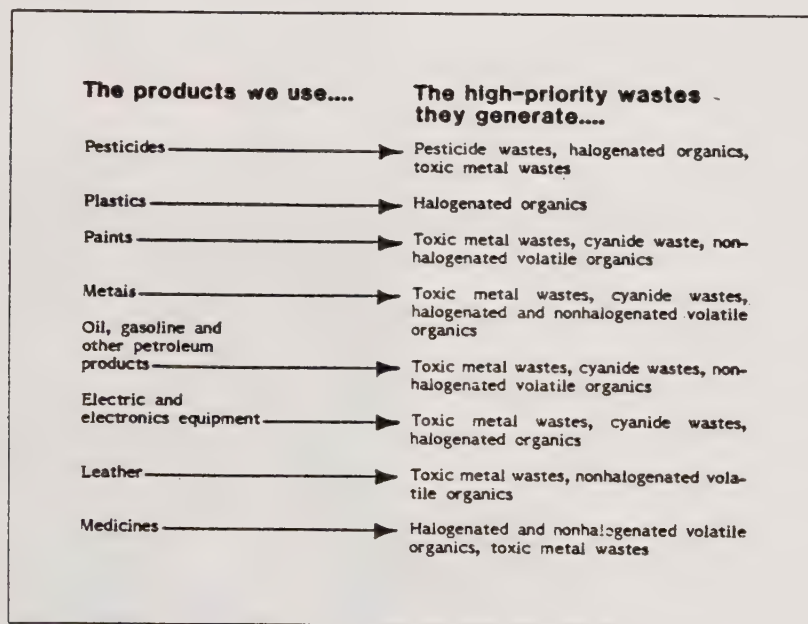 The products we use....
The high-priority wastes
they generate....
Pesticides
Pesticide wastes, halogenated organics,
toxic metal wastes
Plastics
Halogenated organics
Paints
Toxic metal wastes, cyanide waste, non-
halogenated volatile organics
Metals
Toxic metal wastes, cyanide wastes,
halogenated and nonhalogenated volatile
organics
Oil, gasoline and
other petroleum
products
Toxic metal wastes, cyanide wastes, non-
halogenated volatile organics
Electric and
electronics equipment
Toxic metal wastes, cyanide wastes,
halogenated organics
Leather
Toxic metal wastes, nonhalogenated vola-
tile organics
Medicines
Halogenated and nonhalogenated volatile
organics, toxic metal wastes